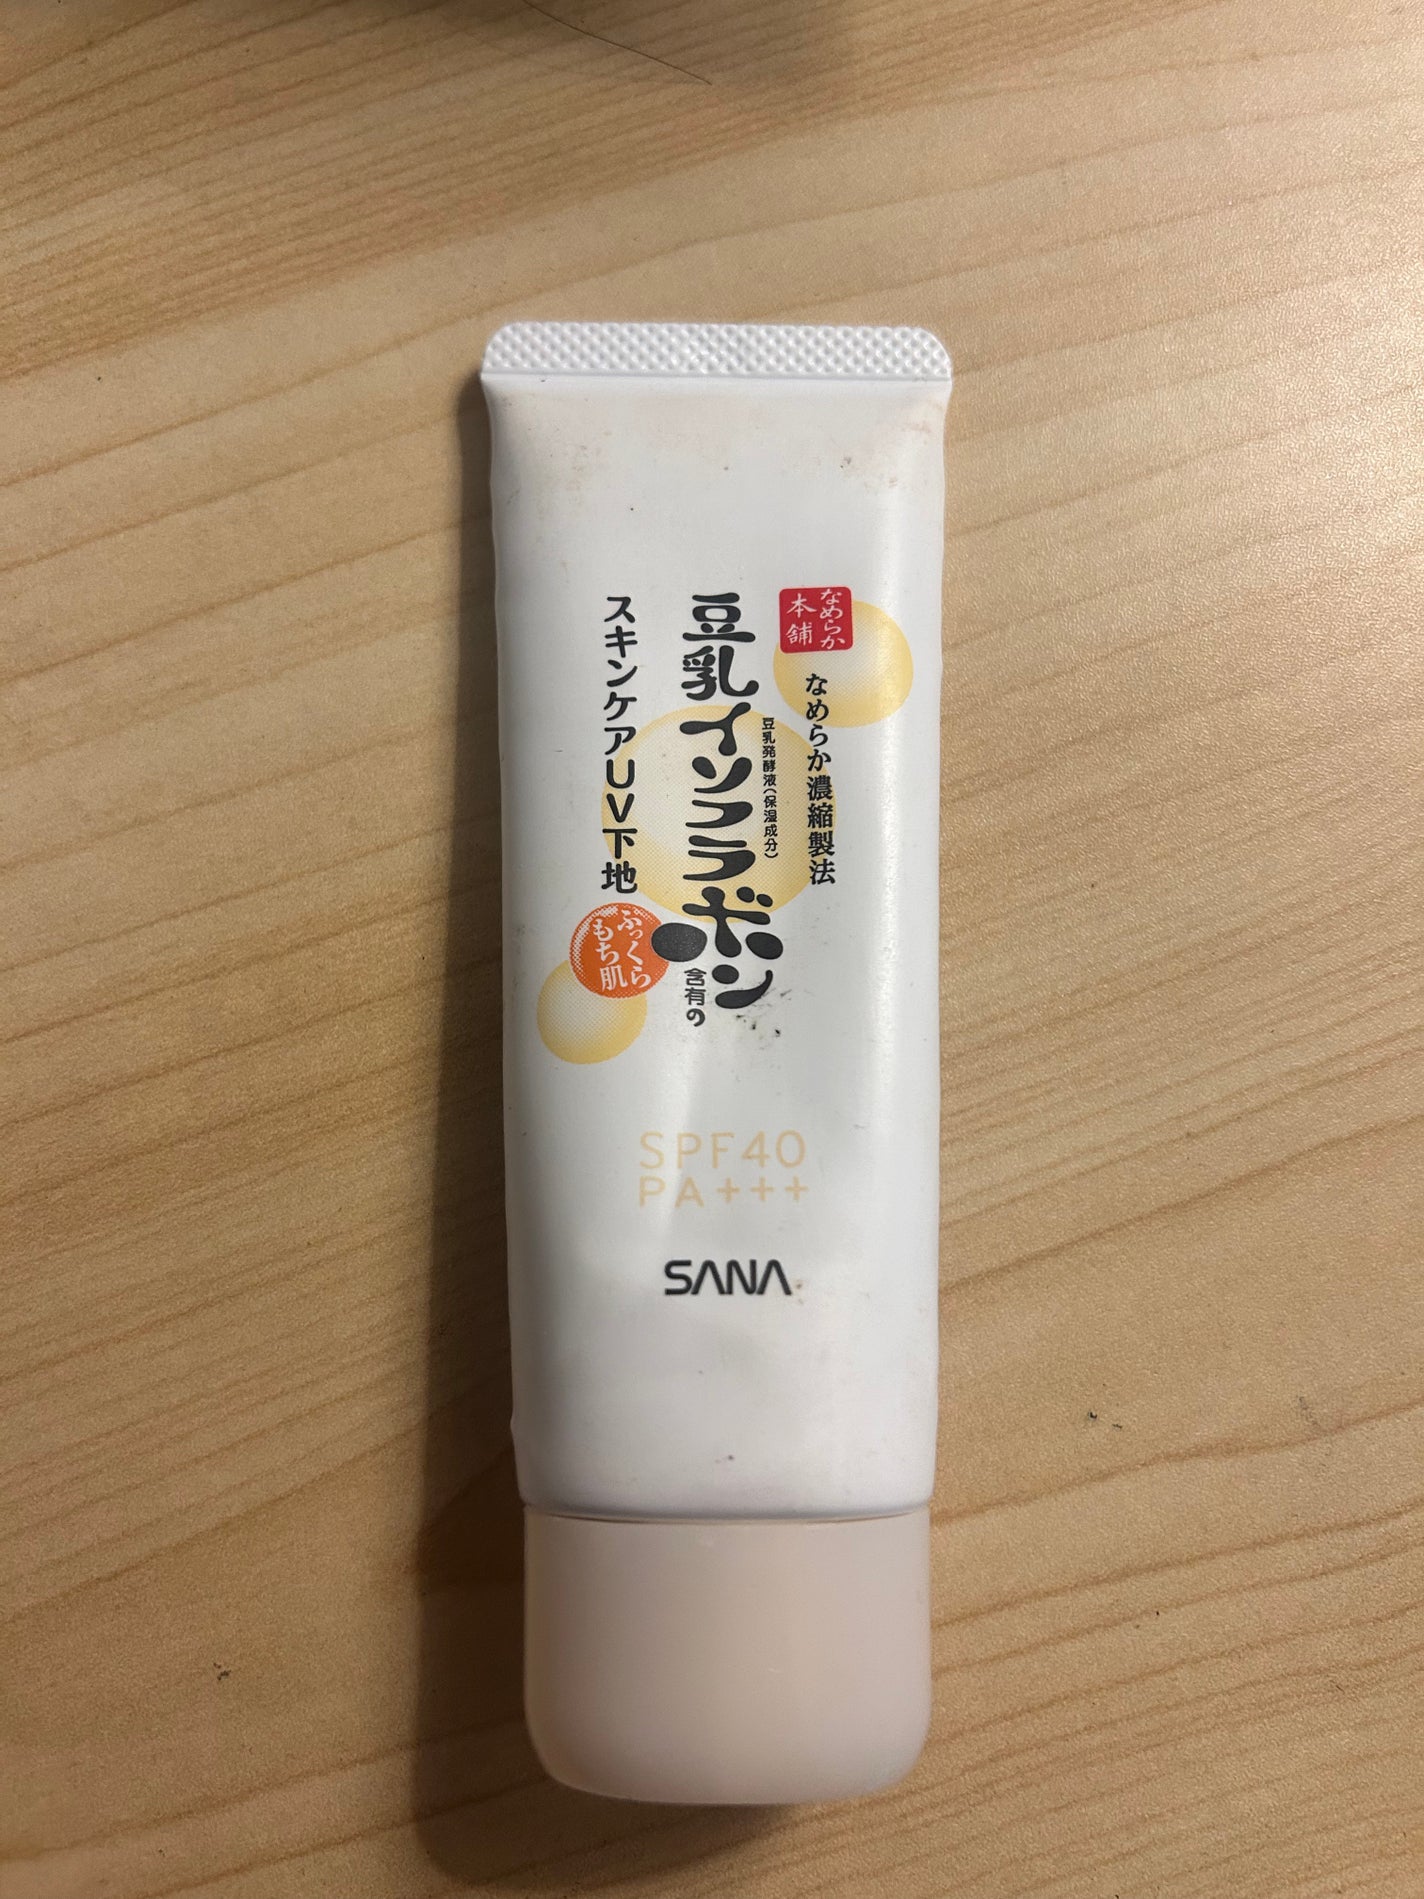 なめらか
本舗
なめらか濃縮製法
豆乳発酵液(保湿成分)
豆乳イソフラボン
含有の
スキンケアUV下地
ふっくら
もち肌
SPF40
PA+++
SANA